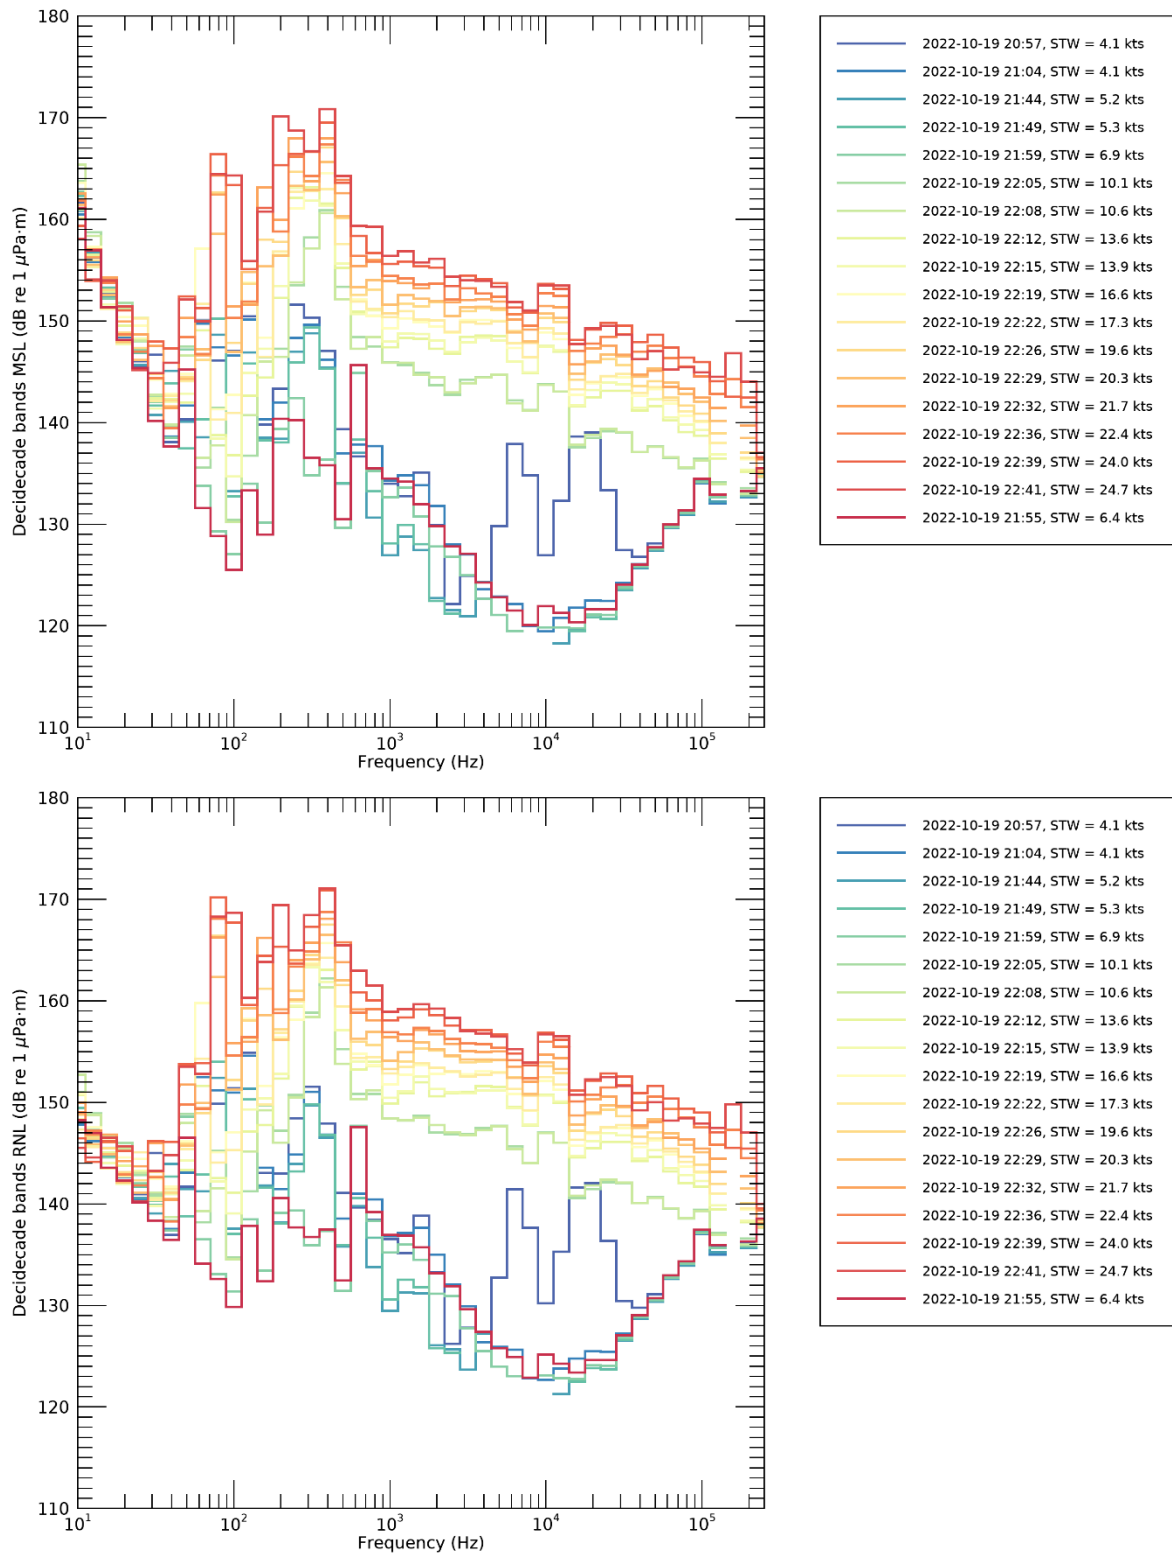 180
170
160
150
140
130
120
110
Decidecade bands MSL (dB re 1 μPa·m)
10¹
10²
10³
10⁴
10⁵
Frequency (Hz)
2022-10-19 20:57, STW = 4.1 kts
2022-10-19 21:04, STW = 4.1 kts
2022-10-19 21:44, STW = 5.2 kts
2022-10-19 21:49, STW = 5.3 kts
2022-10-19 21:59, STW = 6.9 kts
2022-10-19 22:05, STW = 10.1 kts
2022-10-19 22:08, STW = 10.6 kts
2022-10-19 22:12, STW = 13.6 kts
2022-10-19 22:15, STW = 13.9 kts
2022-10-19 22:19, STW = 16.6 kts
2022-10-19 22:22, STW = 17.3 kts
2022-10-19 22:26, STW = 19.6 kts
2022-10-19 22:29, STW = 20.3 kts
2022-10-19 22:32, STW = 21.7 kts
2022-10-19 22:36, STW = 22.4 kts
2022-10-19 22:39, STW = 24.0 kts
2022-10-19 22:41, STW = 24.7 kts
2022-10-19 21:55, STW = 6.4 kts
180
170
160
150
140
130
120
110
Decidecade bands RNL (dB re 1 μPa·m)
10¹
10²
10³
10⁴
10⁵
Frequency (Hz)
2022-10-19 20:57, STW = 4.1 kts
2022-10-19 21:04, STW = 4.1 kts
2022-10-19 21:44, STW = 5.2 kts
2022-10-19 21:49, STW = 5.3 kts
2022-10-19 21:59, STW = 6.9 kts
2022-10-19 22:05, STW = 10.1 kts
2022-10-19 22:08, STW = 10.6 kts
2022-10-19 22:12, STW = 13.6 kts
2022-10-19 22:15, STW = 13.9 kts
2022-10-19 22:19, STW = 16.6 kts
2022-10-19 22:22, STW = 17.3 kts
2022-10-19 22:26, STW = 19.6 kts
2022-10-19 22:29, STW = 20.3 kts
2022-10-19 22:32, STW = 21.7 kts
2022-10-19 22:36, STW = 22.4 kts
2022-10-19 22:39, STW = 24.0 kts
2022-10-19 22:41, STW = 24.7 kts
2022-10-19 21:55, STW = 6.4 kts